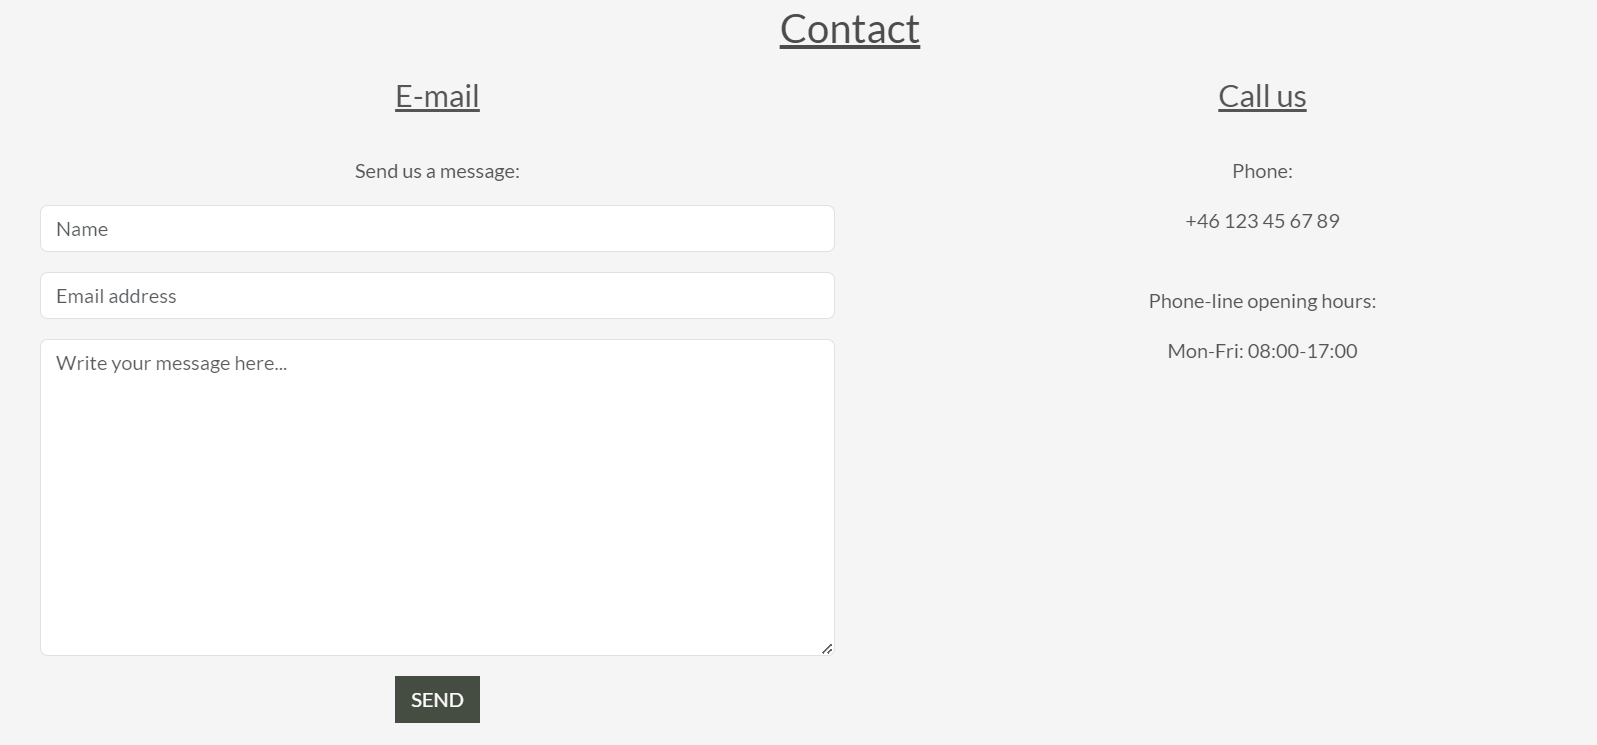 Contact
E-mail
Send us a message:
Name
Email address
Write your message here...
SEND
Call us
Phone:
+46 123 45 67 89
Phone-line opening hours:
Mon-Fri: 08:00-17:00